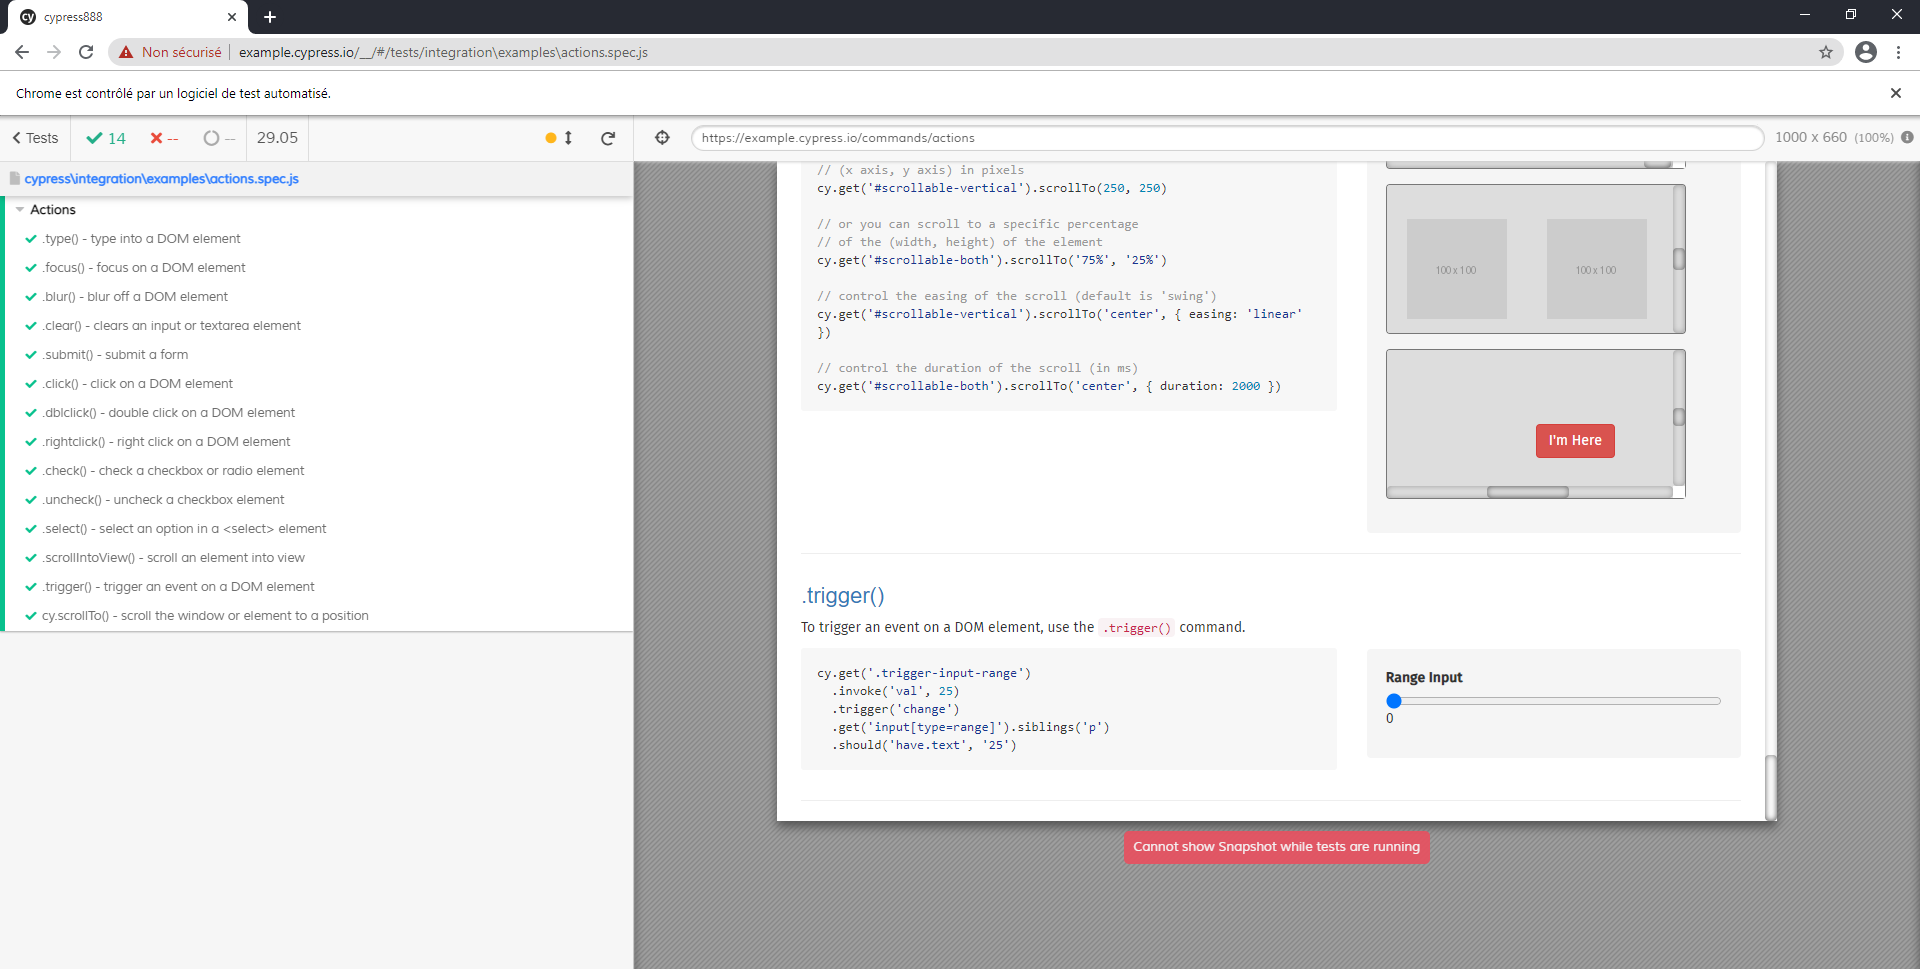 cypress888
Non sécurisé
example.cypress.io/__/#/tests/integration\examples\actions.spec.js
Chrome est contrôlé par un logiciel de test automatisé.
Tests
14
--
--
29.05
https://example.cypress.io/commands/actions
1000 x 660 (100%)
cypress\integration\examples\actions.spec.js
Actions
.type() - type into a DOM element
.focus() - focus on a DOM element
.blur() - blur off a DOM element
.clear() - clears an input or textarea element
.submit() - submit a form
.click() - click on a DOM element
.dblclick() - double click on a DOM element
.rightclick() - right click on a DOM element
.check() - check a checkbox or radio element
.uncheck() - uncheck a checkbox element
.select() - select an option in a <select> element
.scrollIntoView() - scroll an element into view
.trigger() - trigger an event on a DOM element
cy.scrollTo() - scroll the window or element to a position
// (x axis, y axis) in pixels
cy.get('#scrollable-vertical').scrollTo(250, 250)
// or you can scroll to a specific percentage
// of the (width, height) of the element
cy.get('#scrollable-both').scrollTo('75%', '25%')
// control the easing of the scroll (default is 'swing')
cy.get('#scrollable-vertical').scrollTo('center', { easing: 'linear'
})
// control the duration of the scroll (in ms)
cy.get('#scrollable-both').scrollTo('center', { duration: 2000 })
100 x 100
100 x 100
I'm Here
.trigger()
To trigger an event on a DOM element, use the .trigger() command.
cy.get('.trigger-input-range')
.invoke('val', 25)
.trigger('change')
.get('input[type=range]').siblings('p')
.should('have.text', '25')
Range Input
0
Cannot show Snapshot while tests are running